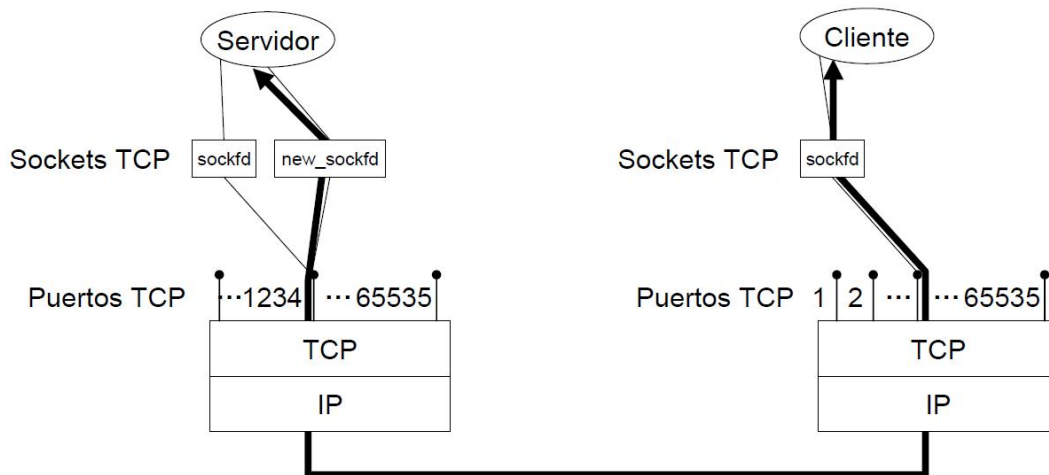 Servidor
Cliente
Sockets TCP
sockfd
new_sockfd
Sockets TCP
sockfd
Puertos TCP
...1234
... 65535
Puertos TCP
1
2
...
... 65535
TCP
TCP
IP
IP